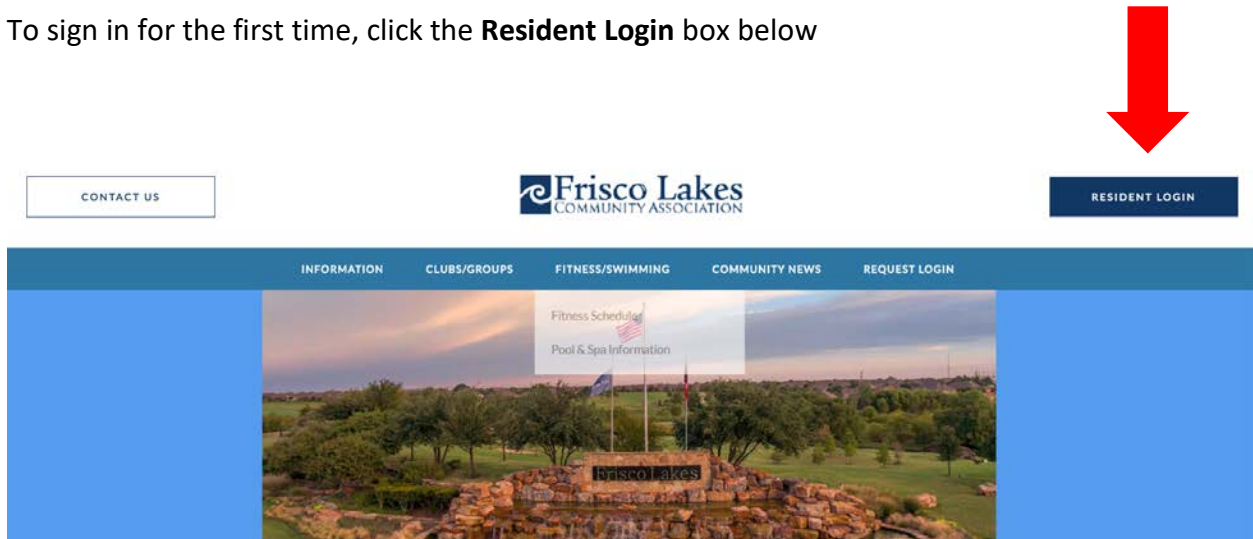 To sign in for the first time, click the Resident Login box below
CONTACT US
Frisco Lakes
COMMUNITY ASSOCIATION
RESIDENT LOGIN
INFORMATION CLUBS/GROUPS FITNESS/SWIMMING COMMUNITY NEWS REQUEST LOGIN
Fitness Schedules
Pool & Spa Information
Frisco Lakes